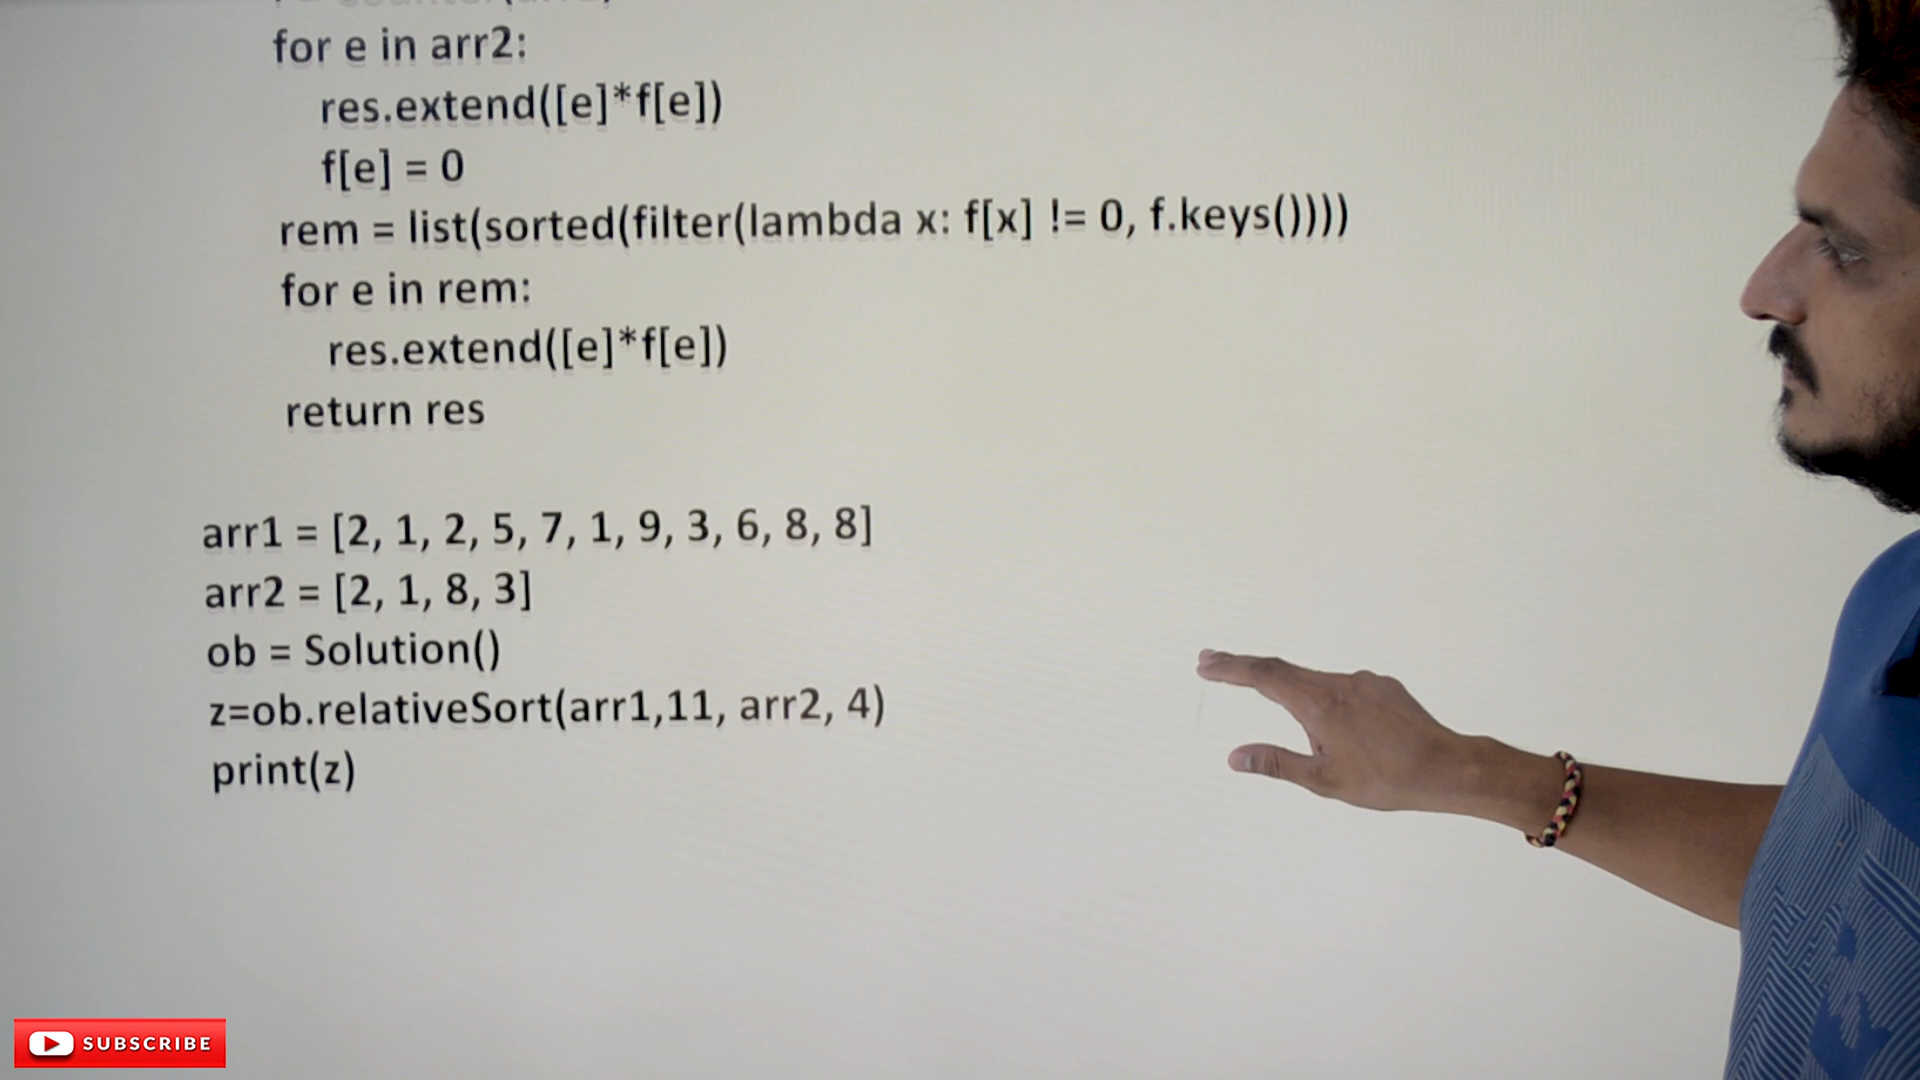 for e in arr2:
res.extend([e]*f[e])
f[e] = 0
rem = list(sorted(filter(lambda x: f[x] != 0, f.keys())))
for e in rem:
res.extend([e]*f[e])
return res
arr1 = [2, 1, 2, 5, 7, 1, 9, 3, 6, 8, 8]
arr2 = [2, 1, 8, 3]
ob = Solution()
z=ob.relativeSort(arr1,11, arr2, 4)
print(z)
SUBSCRIBE